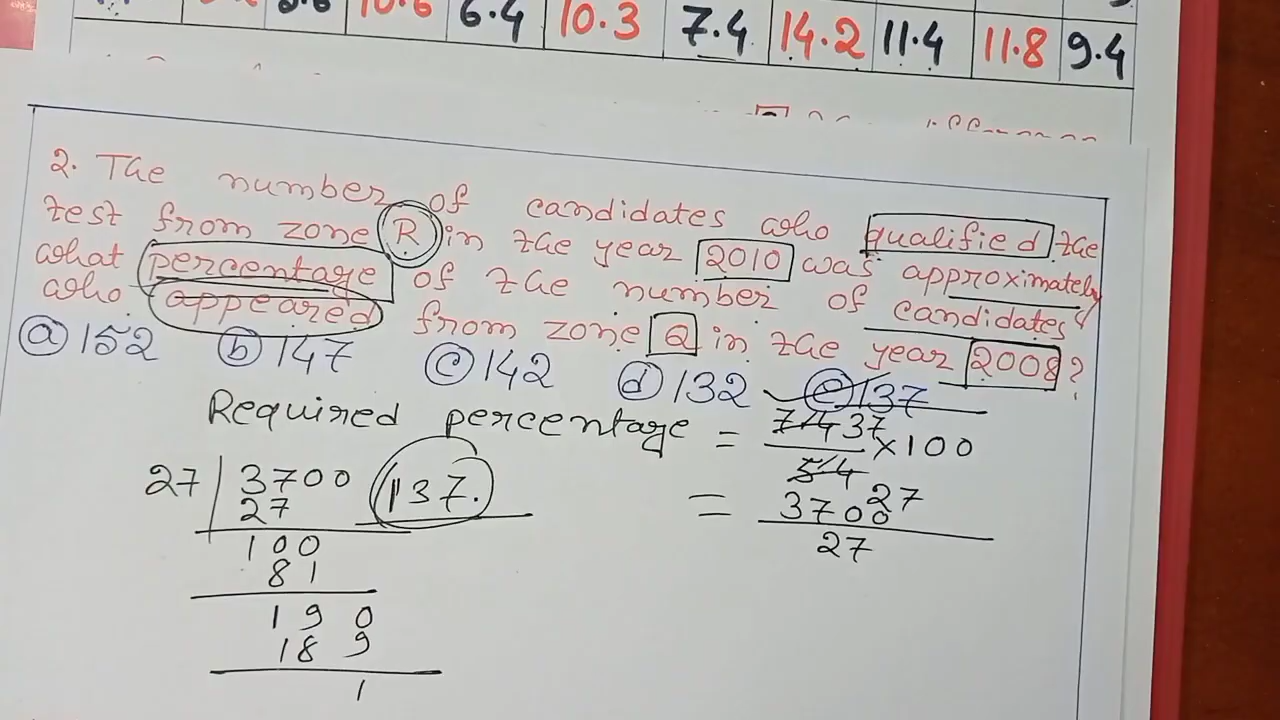 10.6 6.4 10.3 7.4 14.2 11.4 11.8 9.4
2. The number of candidates who qualified the
test from zone R in the year 2010 was approximately
what percentage of the number of candidates
who appeared from zone Q in the year 2008?
ⓐ 152 ⓑ 147 ⓒ 142 ⓓ 132 ⓔ 137
Required percentage = 7.4 37 × 100
5.4 27
27 3700 137.
27
= 3700
27
100
81
190
189
1